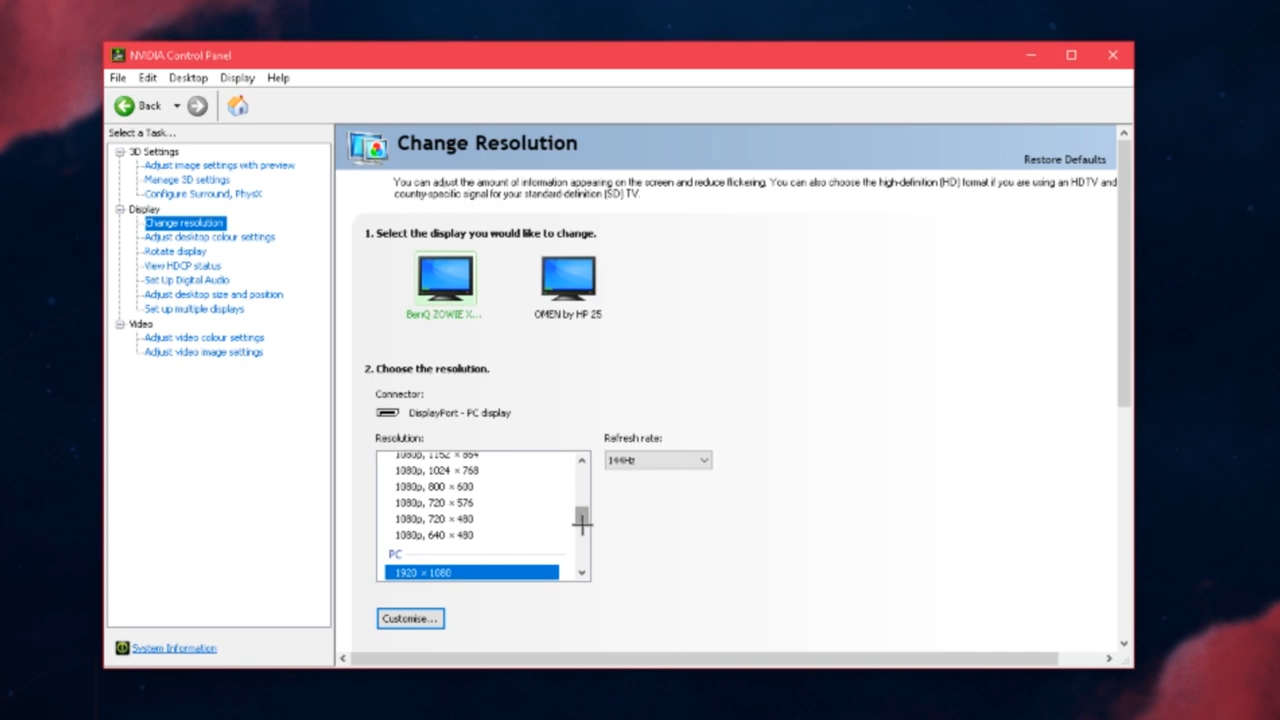 NVIDIA Control Panel
File Edit Desktop Display Help
Back
Select a Task...
3D Settings
Adjust image settings with preview
Manage 3D settings
Configure Surround, PhysX
Display
Change resolution
Adjust desktop colour settings
Rotate display
View HDCP status
Set Up Digital Audio
Adjust desktop size and position
Set up multiple displays
Video
Adjust video colour settings
Adjust video image settings
System Information
Change Resolution
Restore Defaults
You can adjust the amount of information appearing on the screen and reduce flickering. You can also choose the high-definition (HD) format if you are using an HDTV and
country-specific signal for your standard-definition (SD) TV.
1. Select the display you would like to change.
BenQ ZOWIE X...
OMEN by HP 25
2. Choose the resolution.
Connector:
DisplayPort - PC display
Resolution:
Refresh rate:
144Hz
1080p, 1152 × 864
1080p, 1024 × 768
1080p, 800 × 600
1080p, 720 × 576
1080p, 720 × 480
1080p, 640 × 480
PC
1920 × 1080
Customise...